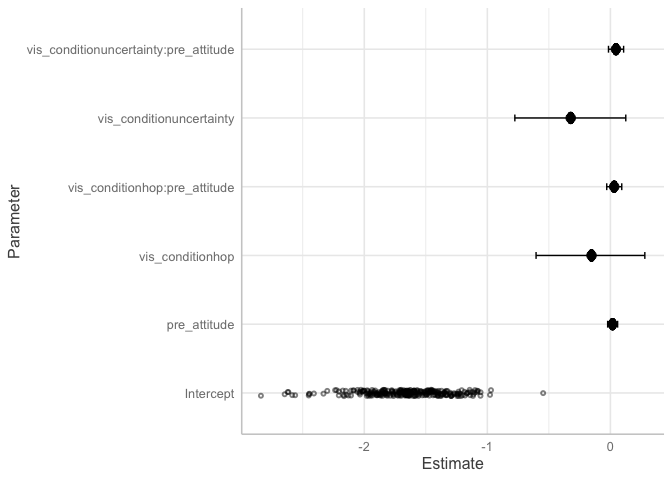 vis_conditionuncertainty:pre_attitude
vis_conditionuncertainty
vis_conditionhop:pre_attitude
vis_conditionhop
pre_attitude
Intercept
Parameter
-2
-1
0
Estimate